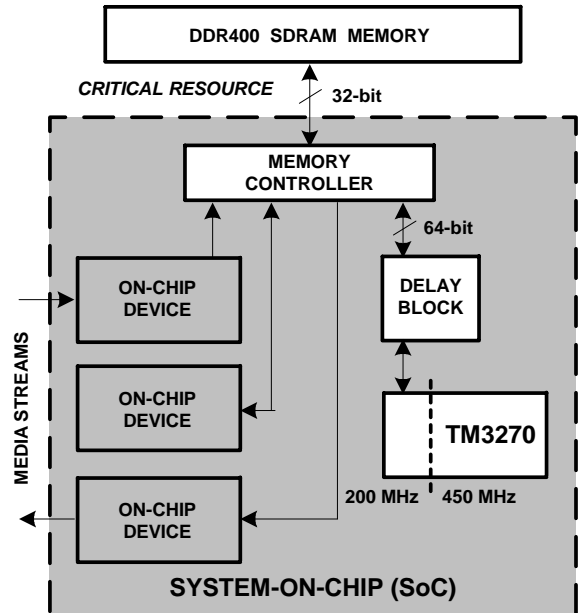 DDR400 SDRAM MEMORY
CRITICAL RESOURCE
32-bit
MEMORY
CONTROLLER
64-bit
ON-CHIP
DEVICE
DELAY
BLOCK
ON-CHIP
DEVICE
TM3270
MEDIA STREAMS
200 MHz
450 MHz
ON-CHIP
DEVICE
SYSTEM-ON-CHIP (SoC)